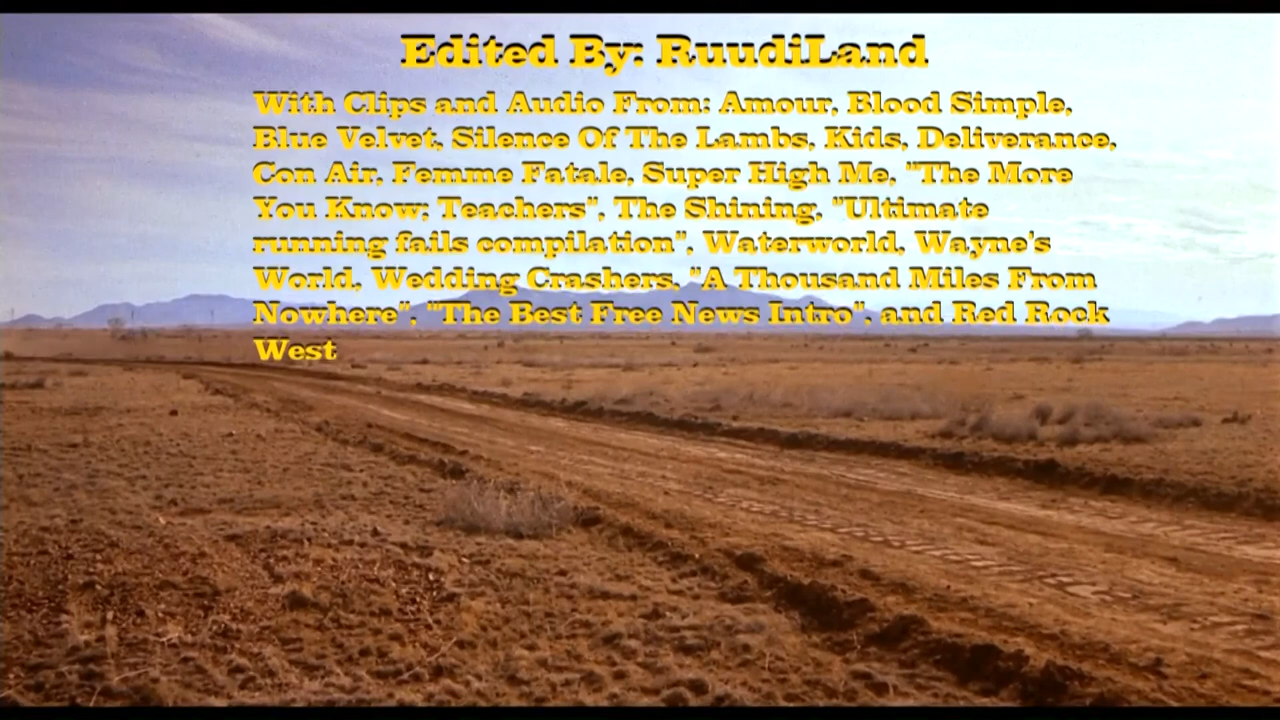 Edited By: RuudiLand
With Clips and Audio From: Amour, Blood Simple,
Blue Velvet, Silence Of The Lambs, Kids, Deliverance,
Con Air, Femme Fatale, Super High Me, "The More
You Know: Teachers", The Shining, "Ultimate
running fails compilation", Waterworld, Wayne's
World, Wedding Crashers, "A Thousand Miles From
Nowhere", "The Best Free News Intro", and Red Rock
West